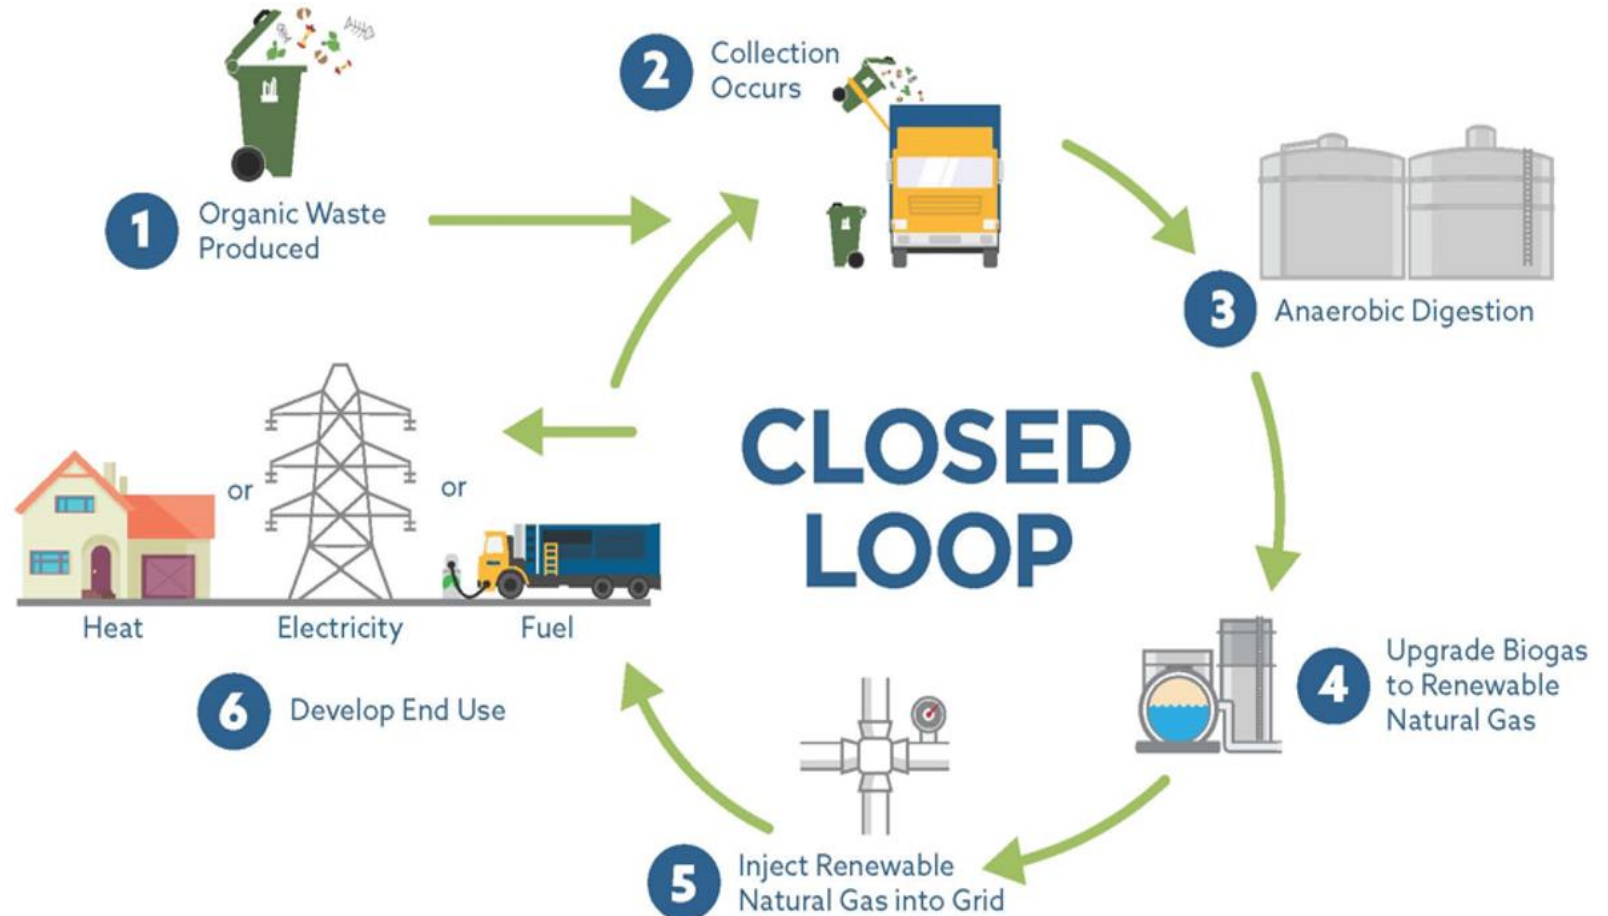 1
Organic Waste
Produced
2
Collection
Occurs
3
Anaerobic Digestion
4
Upgrade Biogas
to Renewable
Natural Gas
5
Inject Renewable
Natural Gas into Grid
6
Develop End Use
Heat
or
Electricity
or
Fuel
CLOSED
LOOP